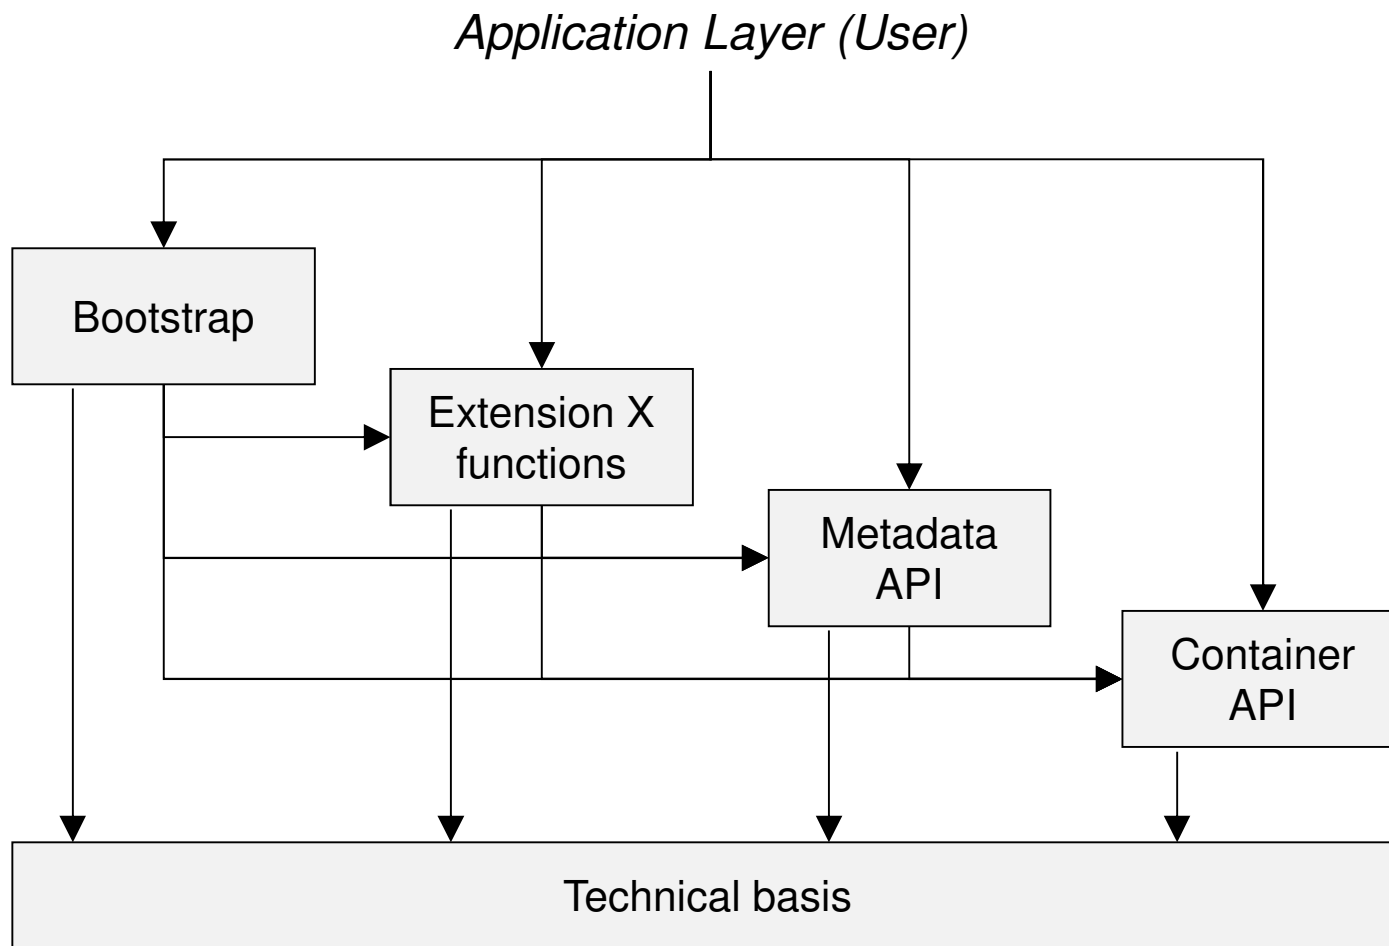 Application Layer (User)
Bootstrap
Extension X
functions
Metadata
API
Container
API
Technical basis